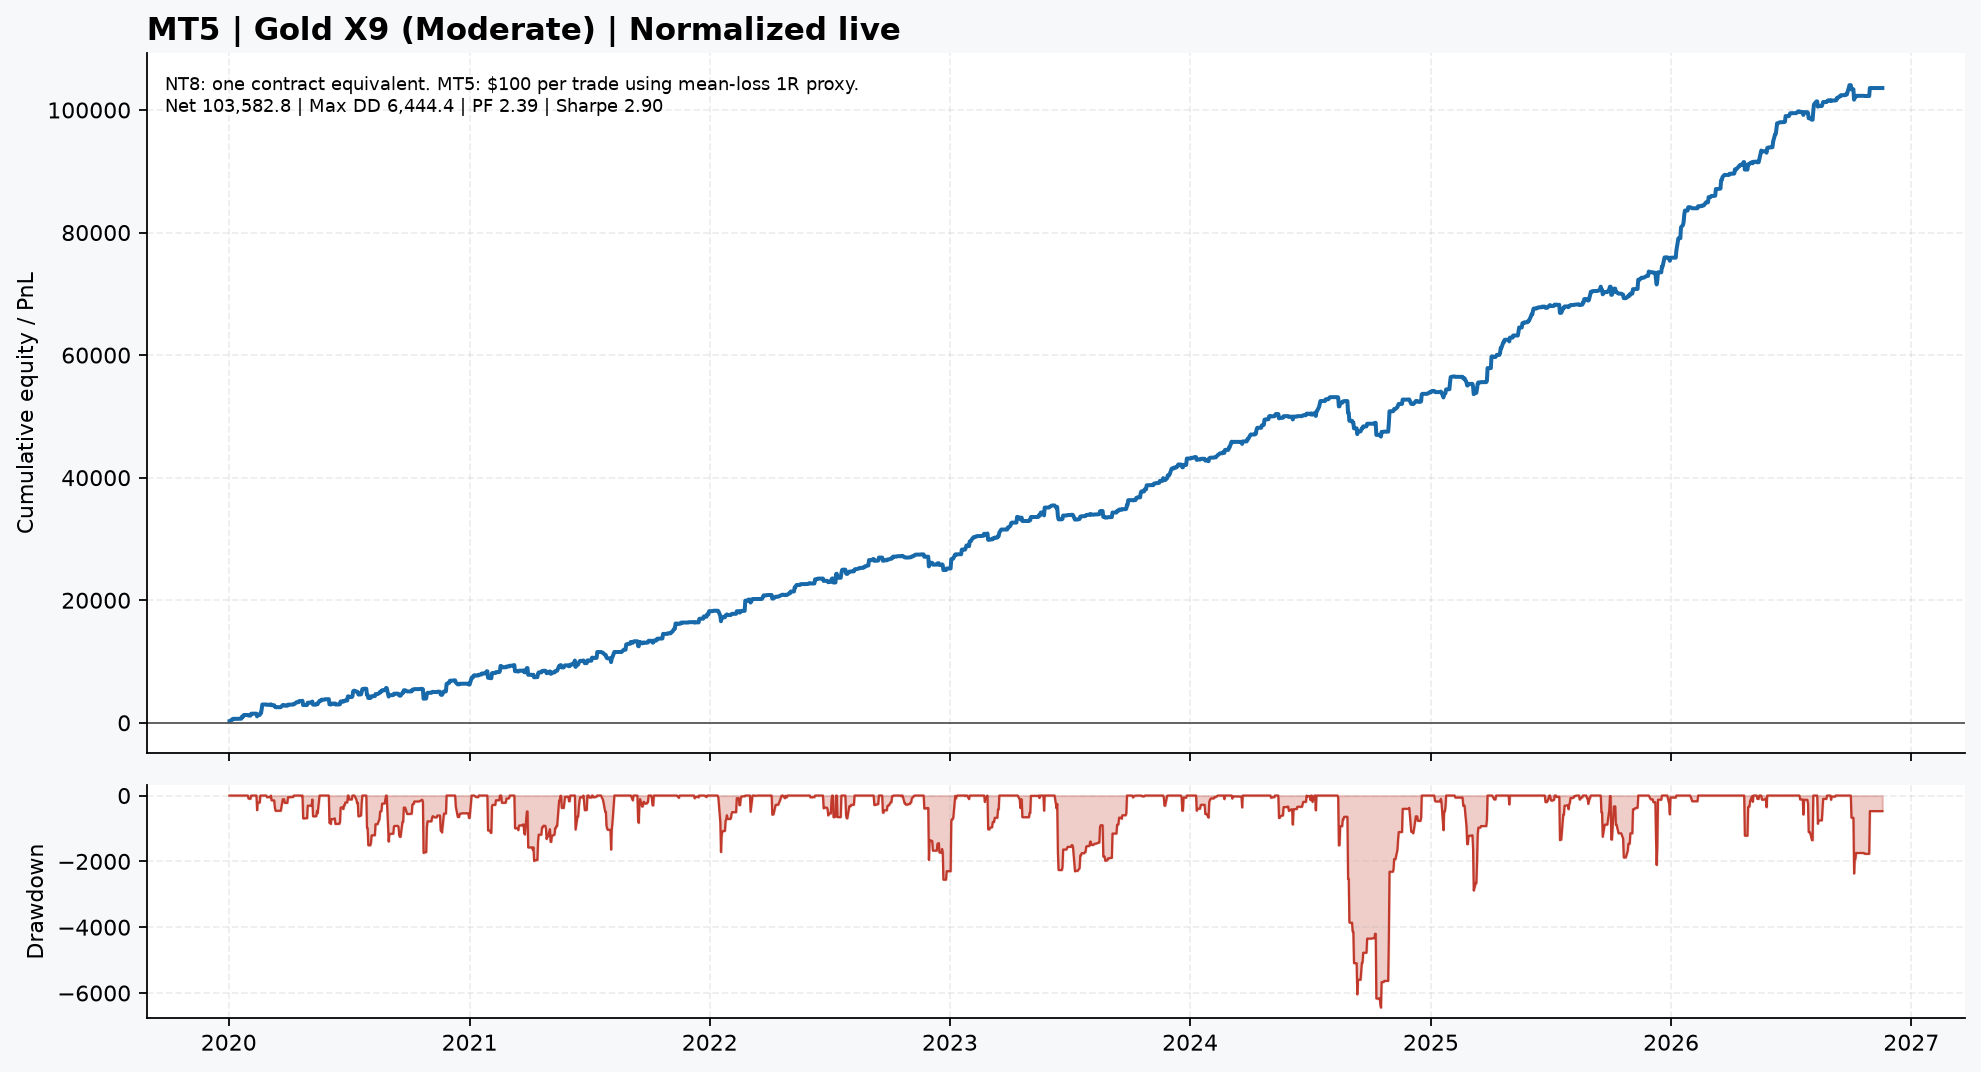 MT5 | Gold X9 (Moderate) | Normalized live
NT8: one contract equivalent. MT5: $100 per trade using mean-loss 1R proxy.
Net 103,582.8 | Max DD 6,444.4 | PF 2.39 | Sharpe 2.90
Cumulative equity / PnL
100000
80000
60000
40000
20000
0
Drawdown
0
−2000
−4000
−6000
2020 2021 2022 2023 2024 2025 2026 2027